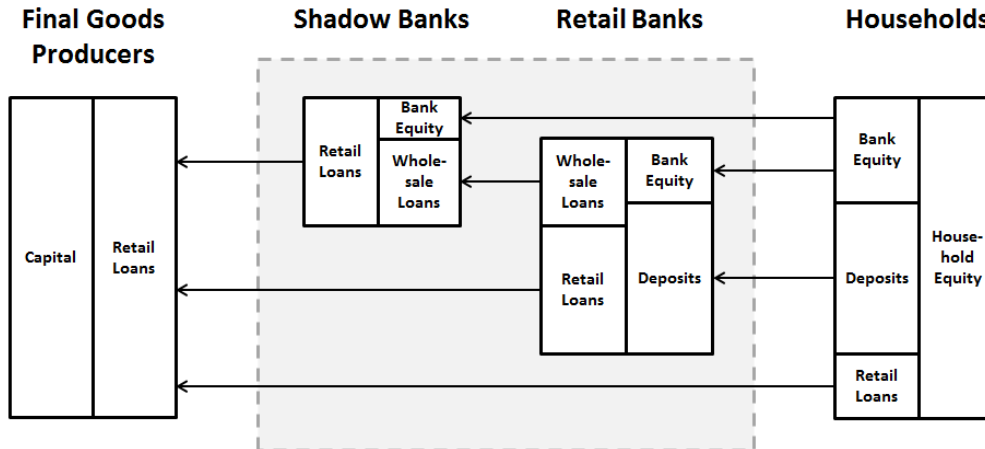 Final Goods
Producers
Shadow Banks
Retail Banks
Households
Capital
Retail
Loans
Retail
Loans
Bank
Equity
Whole-
sale
Loans
Whole-
sale
Loans
Retail
Loans
Bank
Equity
Deposits
Bank
Equity
Deposits
Retail
Loans
House-
hold
Equity